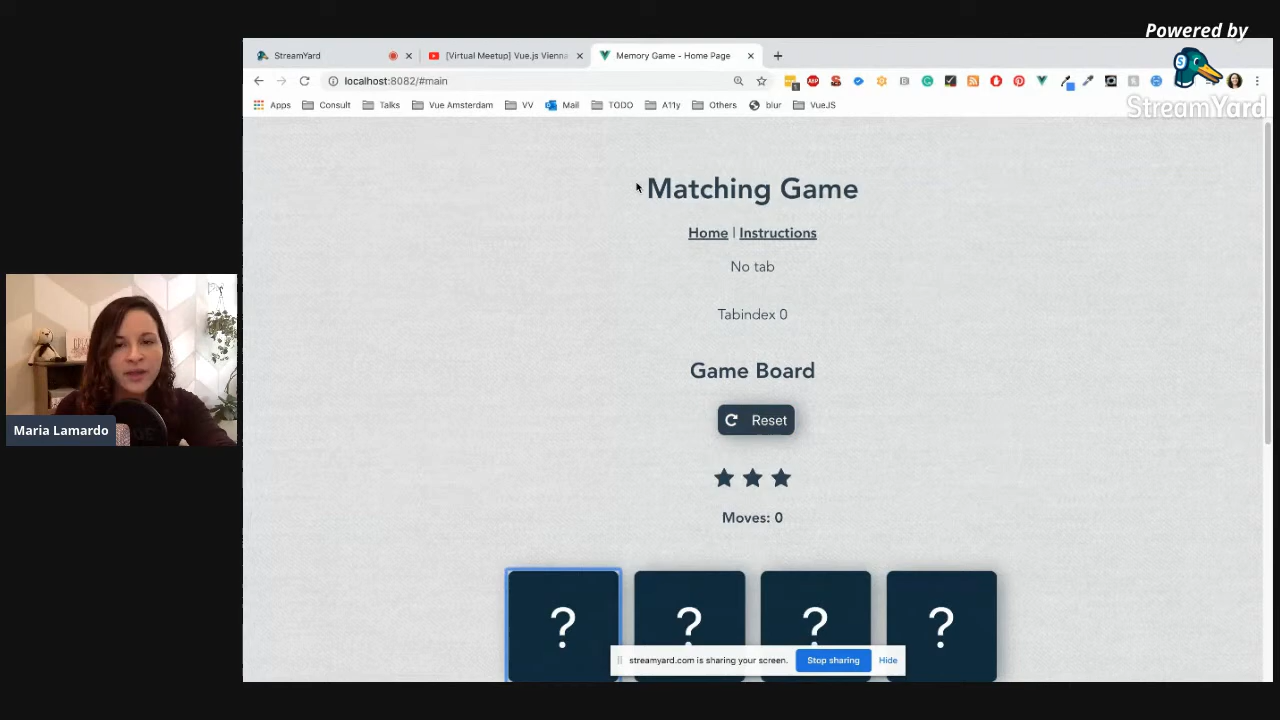 Powered by
StreamYard
StreamYard
[Virtual Meetup] Vue.js Vienna
Memory Game - Home Page
localhost:8082/#main
Apps
Consult
Talks
Vue Amsterdam
VV
Mail
TODO
A11y
Others
blur
VueJS
Matching Game
Home | Instructions
No tab
Tabindex 0
Game Board
Reset
Moves: 0
? ? ? ?
streamyard.com is sharing your screen.
Stop sharing
Hide
Maria Lamardo